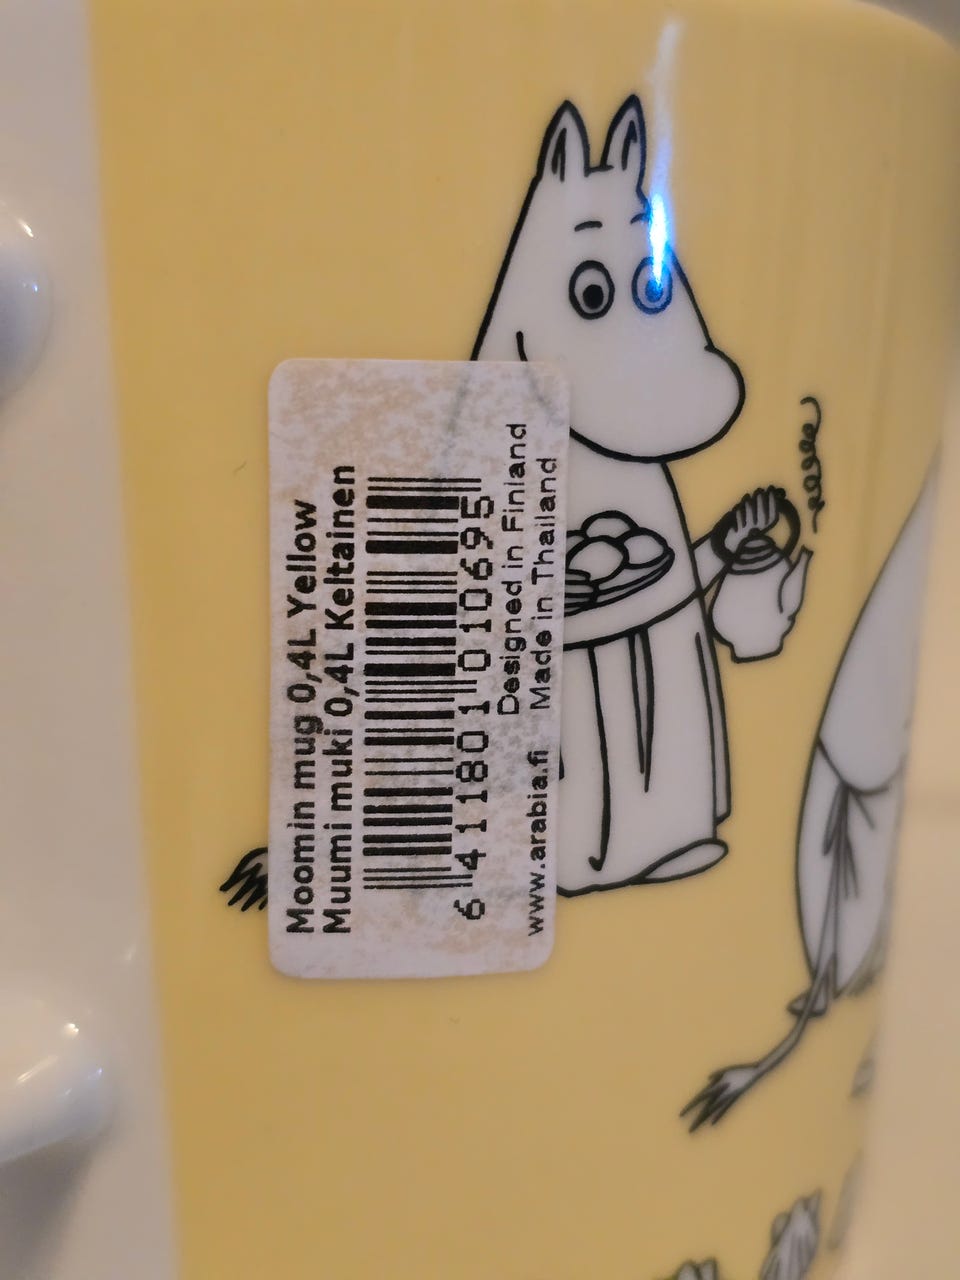 Moomin mug 0,4L Yellow
Muumi muki 0,4L Keltainen
6 411801 010695
Designed in Finland
www.arabia.fi Made in Thailand